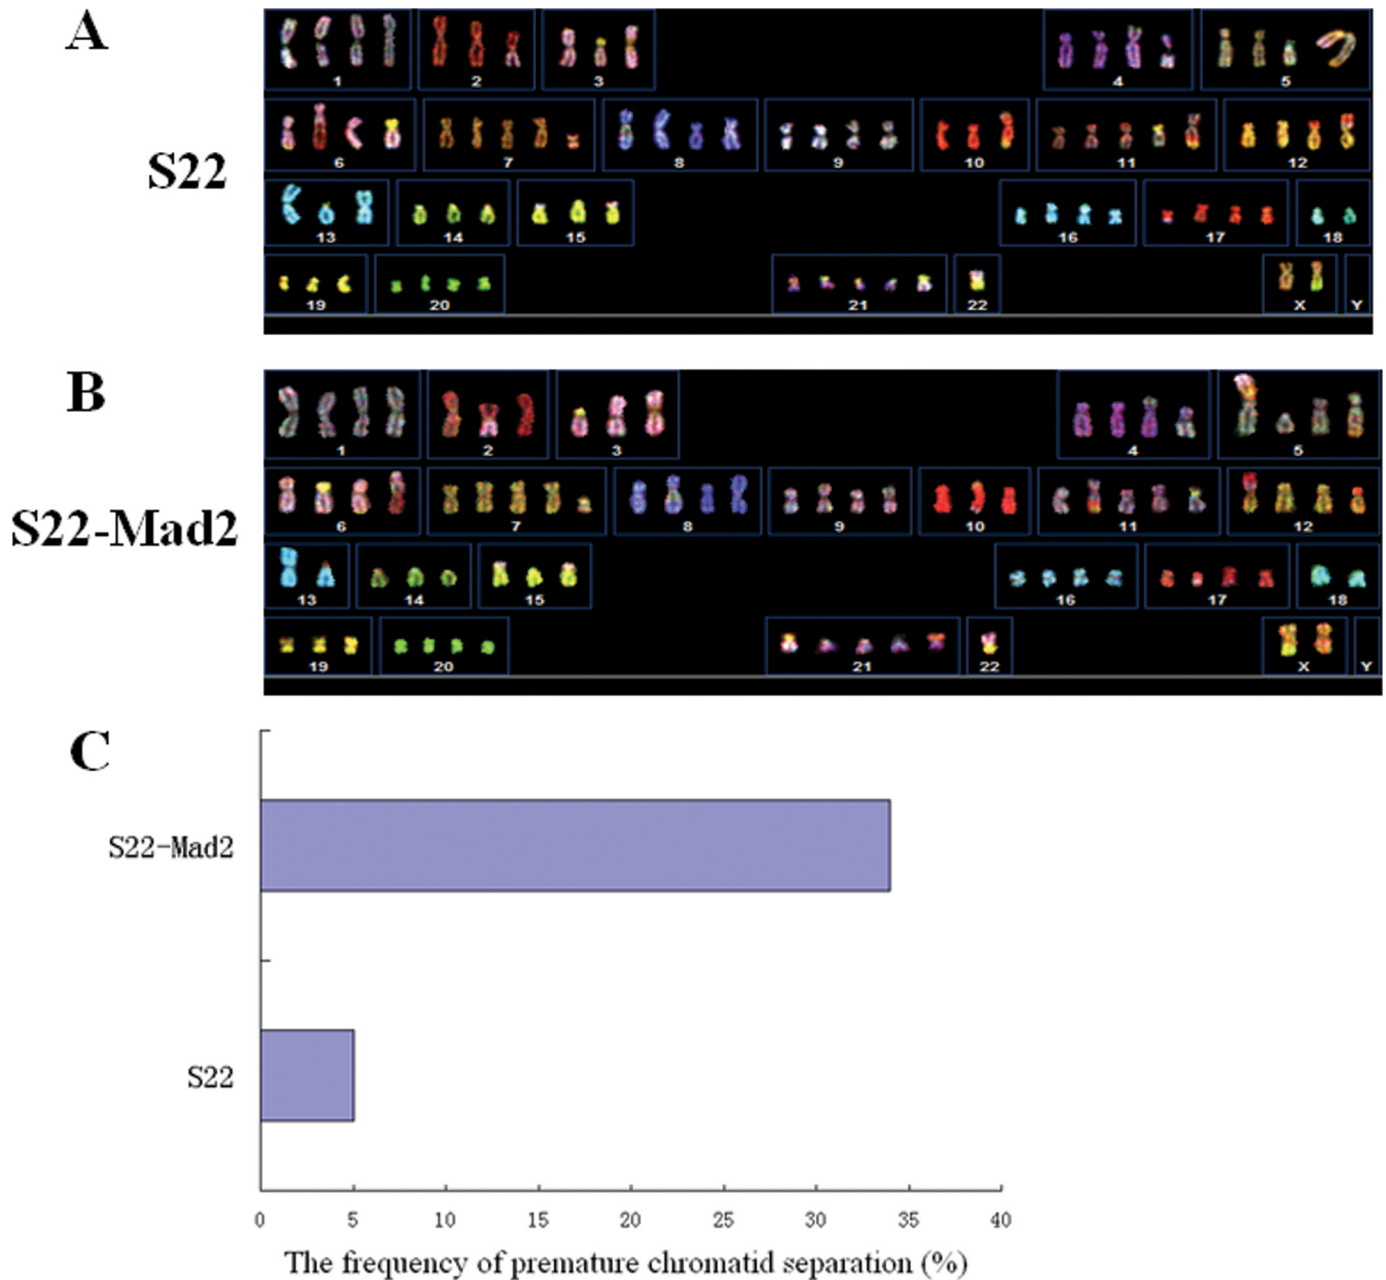 A
S22
1 2 3 4 5
6 7 8 9 10 11 12
13 14 15 16 17 18
19 20 21 22 X Y
B
S22-Mad2
1 2 3 4 5
6 7 8 9 10 11 12
13 14 15 16 17 18
19 20 21 22 X Y
C
S22-Mad2
S22
0 5 10 15 20 25 30 35 40
The frequency of premature chromatid separation (%)